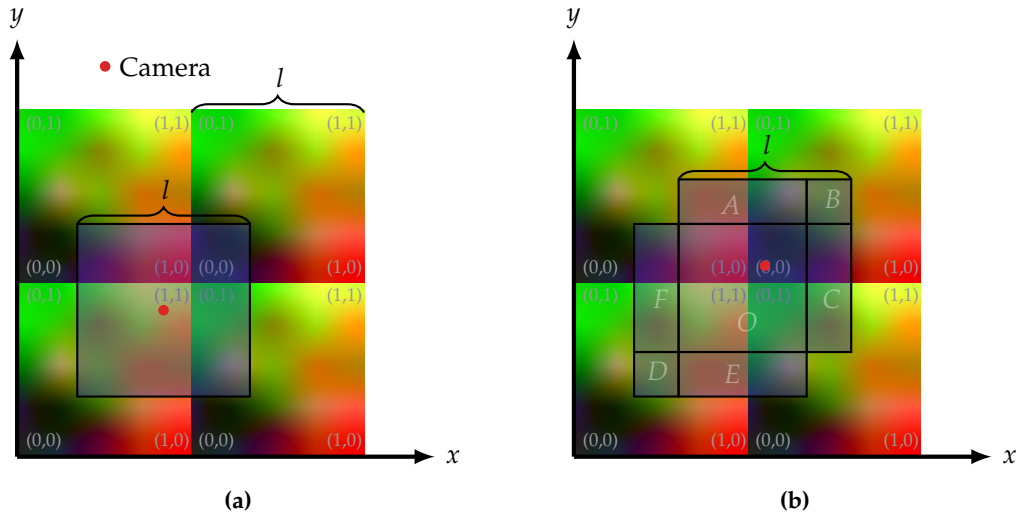 y
Camera
l
(0,1) (1,1) (0,1) (1,1)
l
(0,0) (1,0) (0,0) (1,0)
(0,1) (1,1) (0,1) (1,1)
(0,0) (1,0) (0,0) (1,0)
x
(a)
y
(0,1) (1,1) (0,1) (1,1)
l
A B
(0,0) (1,0) (0,0) (1,0)
(0,1) (1,1) (0,1) (1,1)
F C
O
D E
(0,0) (1,0) (0,0) (1,0)
x
(b)